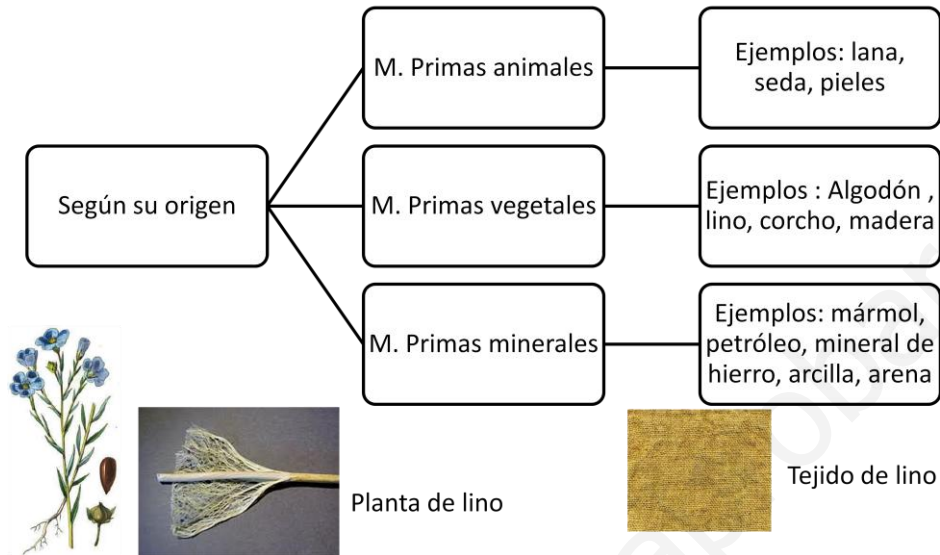 Según su origen
M. Primas animales
Ejemplos: lana,
seda, pieles
M. Primas vegetales
Ejemplos : Algodón ,
lino, corcho, madera
M. Primas minerales
Ejemplos: mármol,
petróleo, mineral de
hierro, arcilla, arena
Planta de lino
Tejido de lino